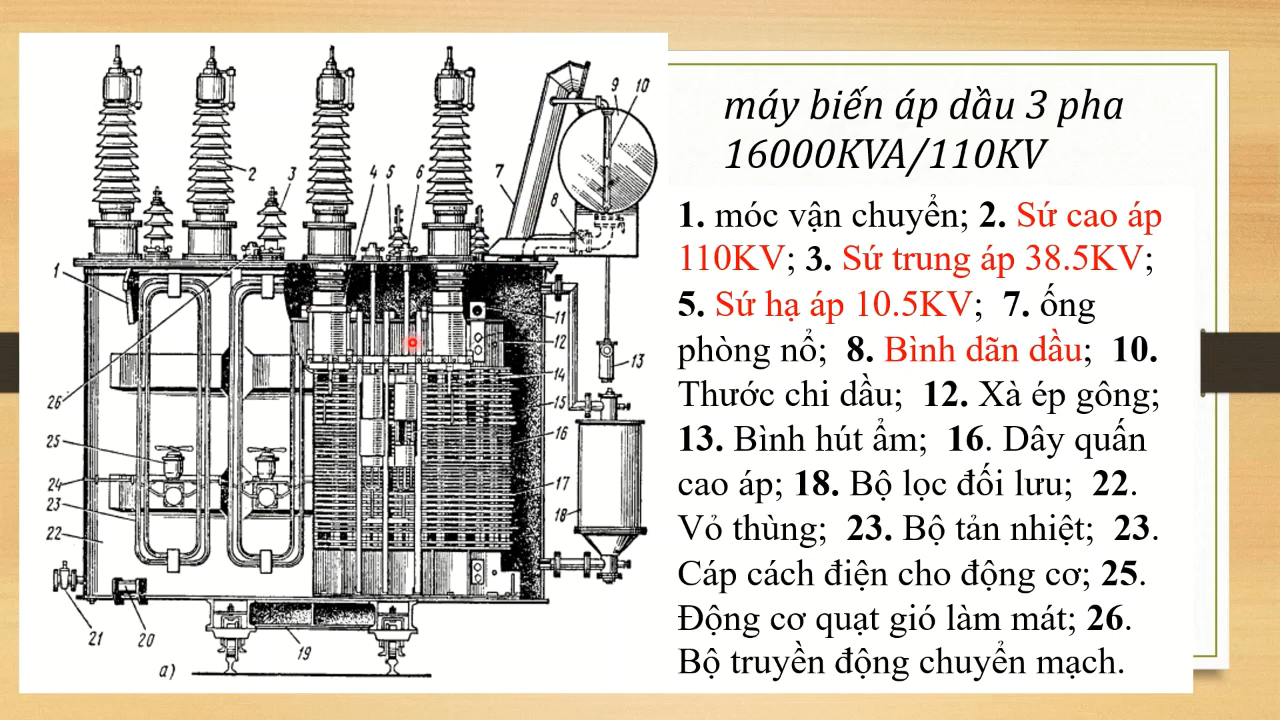 máy biến áp dầu 3 pha
16000KVA/110KV
1. móc vận chuyển; 2. Sứ cao áp
110KV; 3. Sứ trung áp 38.5KV;
5. Sứ hạ áp 10.5KV; 7. ống
phòng nổ; 8. Bình dãn dầu; 10.
Thước chi dầu; 12. Xà ép gông;
13. Bình hút ẩm; 16. Dây quấn
cao áp; 18. Bộ lọc đối lưu; 22.
Vỏ thùng; 23. Bộ tản nhiệt; 23.
Cáp cách điện cho động cơ; 25.
Động cơ quạt gió làm mát; 26.
Bộ truyền động chuyển mạch.
9 10
2 3 4 5 6 7
8
1
11
12
13
14
26 15
25 16
24 17
23 18
22
21 20 19
a)